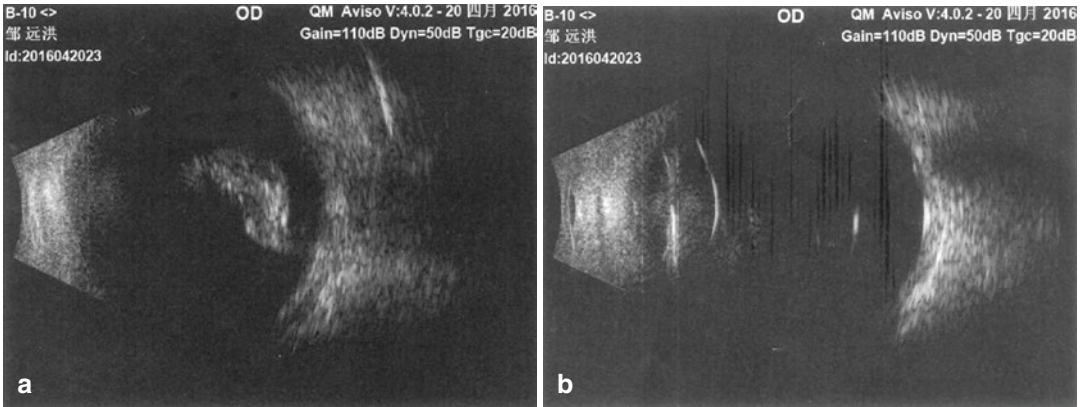 B-10 <> OD QM Aviso V:4.0.2 - 20 四月 2016
邹 远洪 Gain=110dB Dyn=50dB Tgc=20dB
Id:2016042023
a
B-10 <> OD QM Aviso V:4.0.2 - 20 四月 2016
邹 远洪 Gain=110dB Dyn=50dB Tgc=20dB
Id:2016042023
b